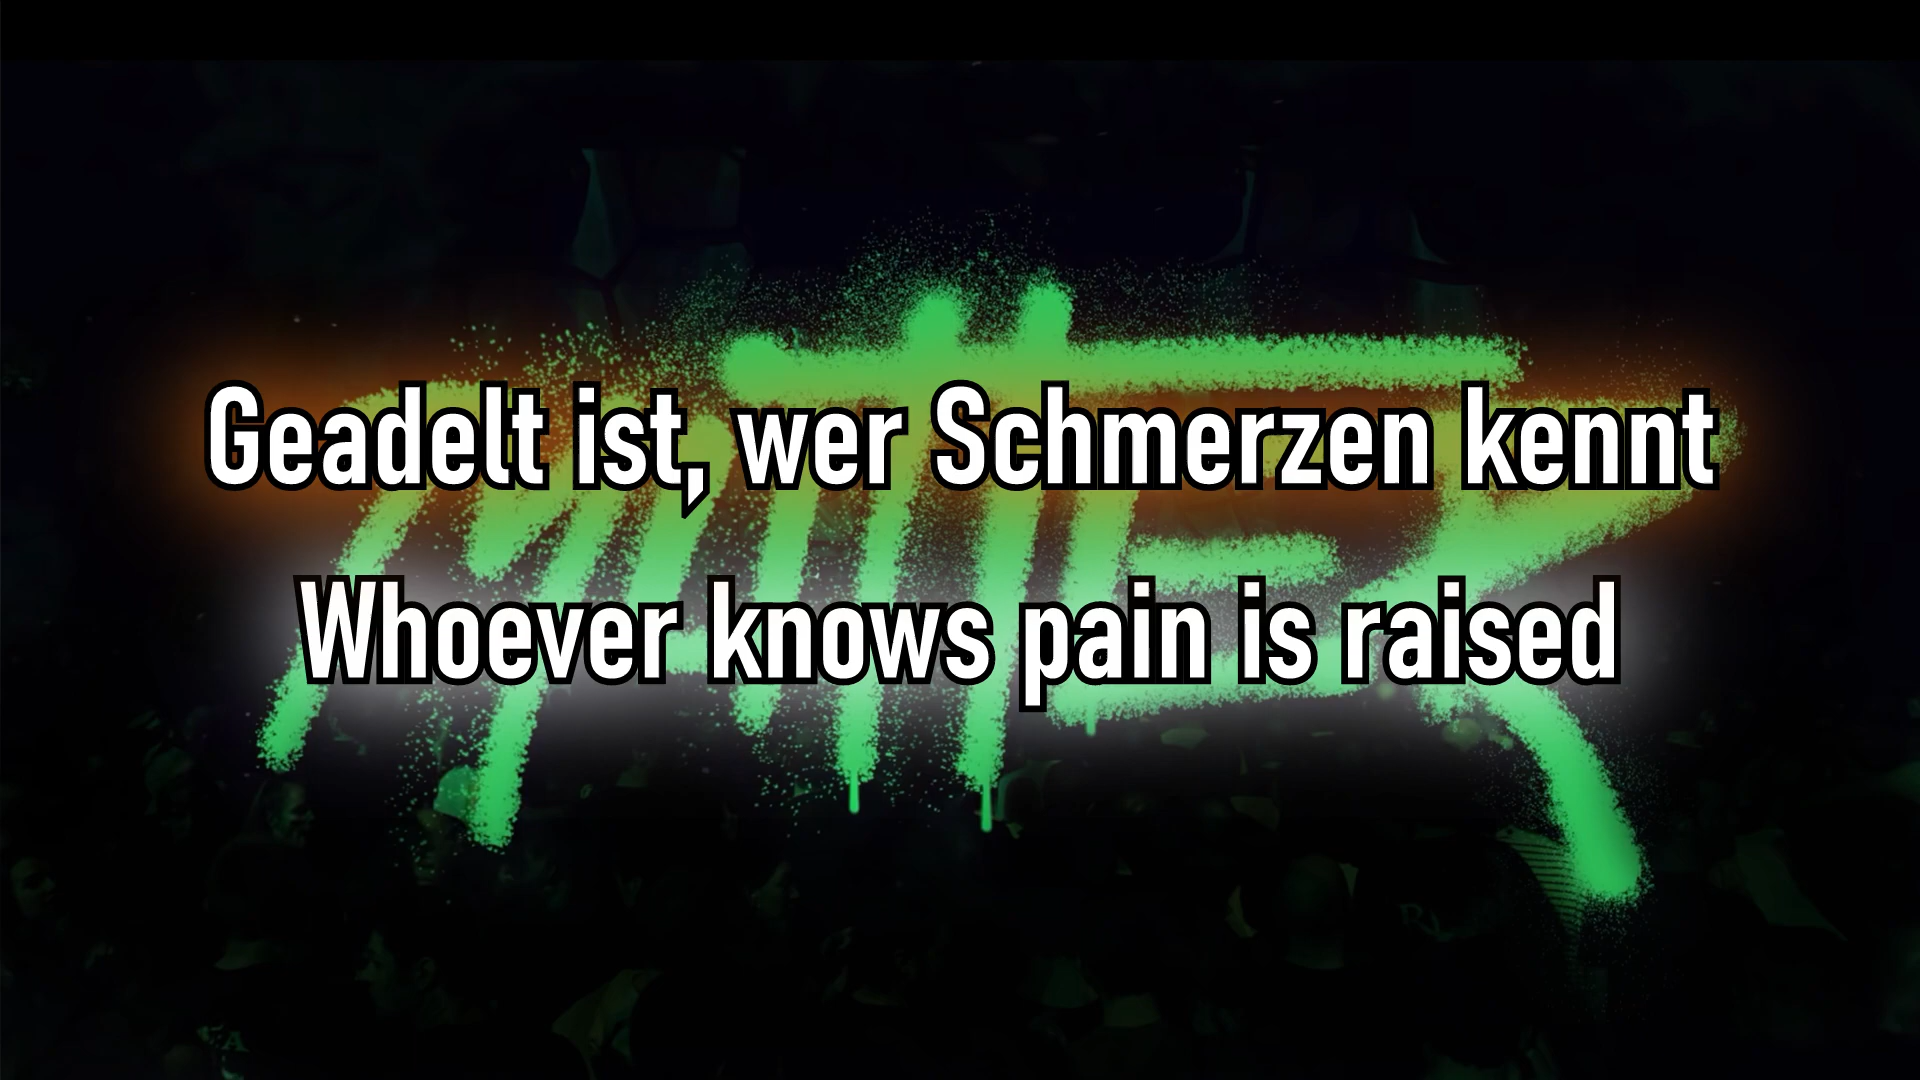 Geadelt ist, wer Schmerzen kennt
Whoever knows pain is raised